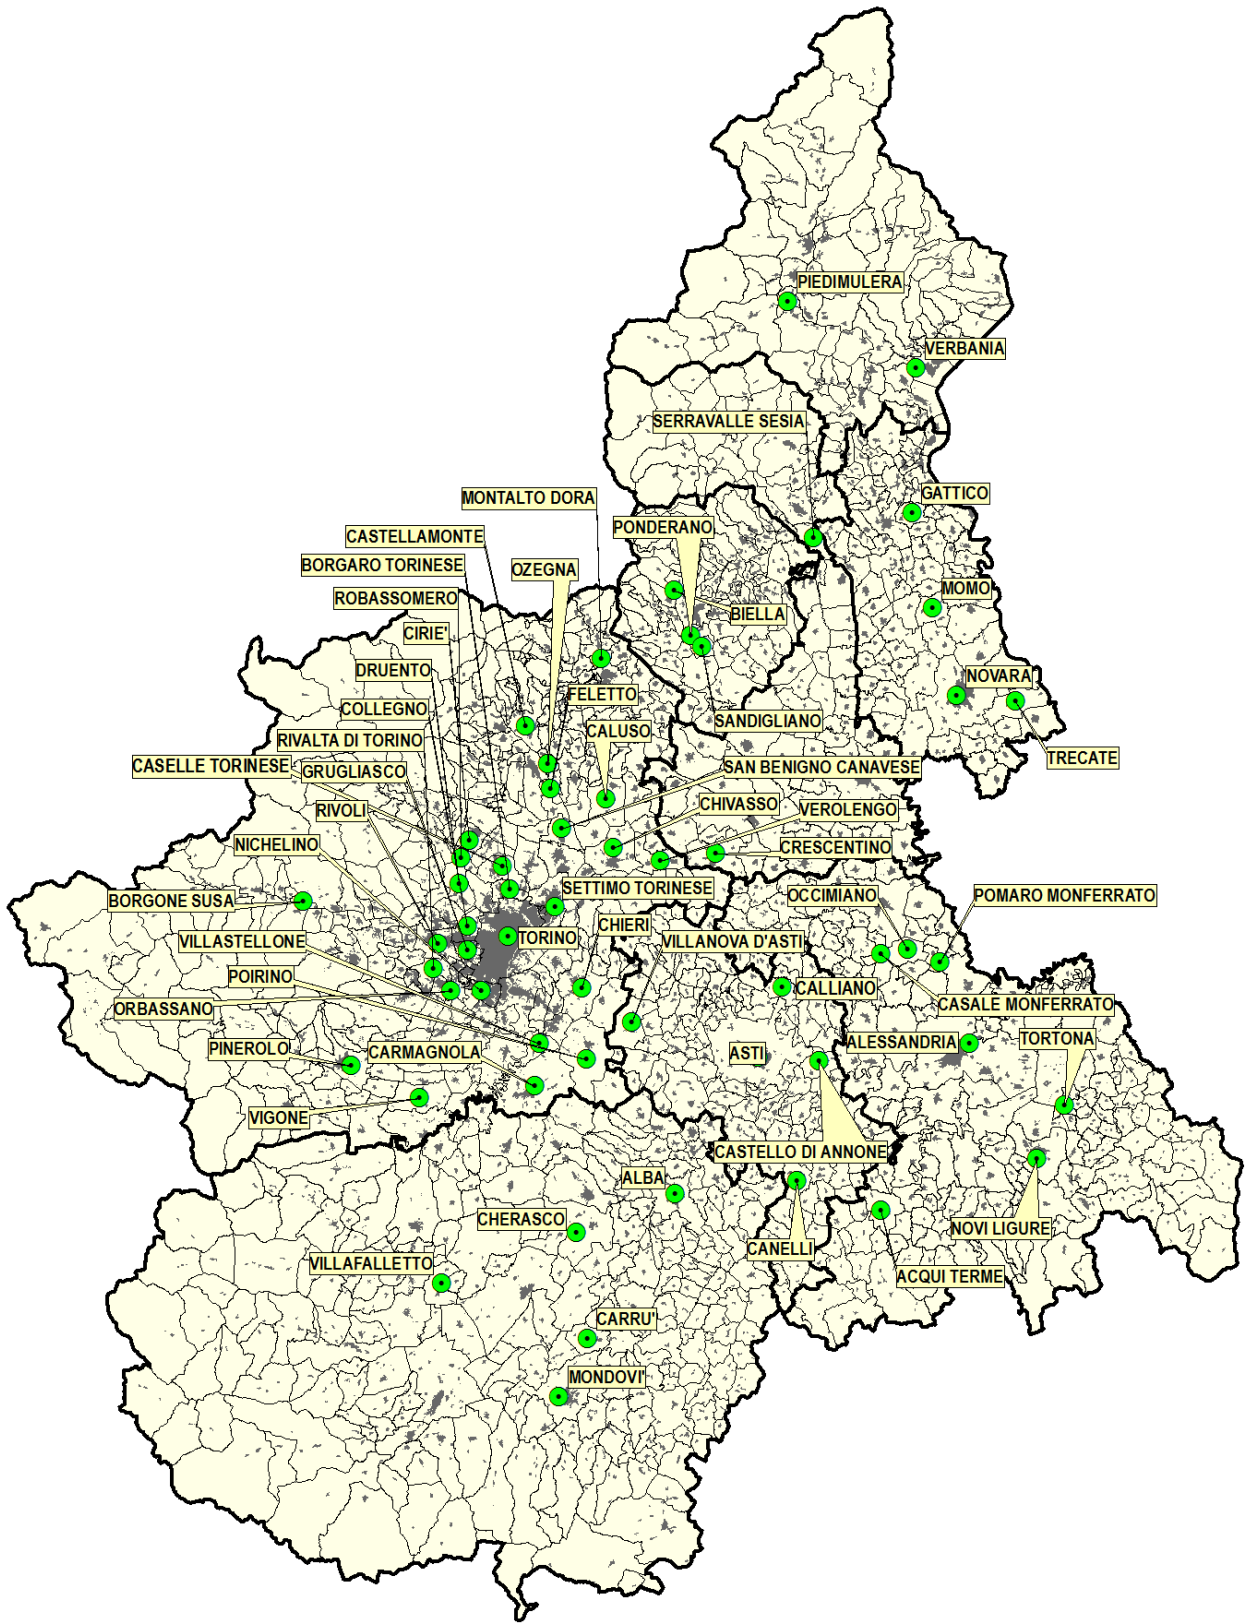 PIEDIMULERA
VERBANIA
SERRAVALLE SESIA
GATTICO
MONTALTO DORA
PONDERANO
CASTELLAMONTE
BORGARO TORINESE
OZEGNA
ROBASSOMERO
MOMO
BIELLA
CIRIE'
DRUENTO
NOVARA
FELETTO
COLLEGNO
SANDIGLIANO
CALUSO
RIVALTA DI TORINO
TRECATE
CASELLE TORINESE
GRUGLIASCO
SAN BENIGNO CANAVESE
RIVOLI
CHIVASSO
VEROLENGO
NICHELINO
CRESCENTINO
SETTIMO TORINESE
OCCIMIANO
POMARO MONFERRATO
BORGONE SUSA
CHIERI
VILLASTELLONE
TORINO
VILLANOVA D'ASTI
POIRINO
CALLIANO
ORBASSANO
CASALE MONFERRATO
PINEROLO
CARMAGNOLA
ASTI
ALESSANDRIA
TORTONA
VIGONE
CASTELLO DI ANNONE
ALBA
CHERASCO
NOVI LIGURE
CANELLI
VILLAFALLETTO
ACQUI TERME
CARRU'
MONDOVI'